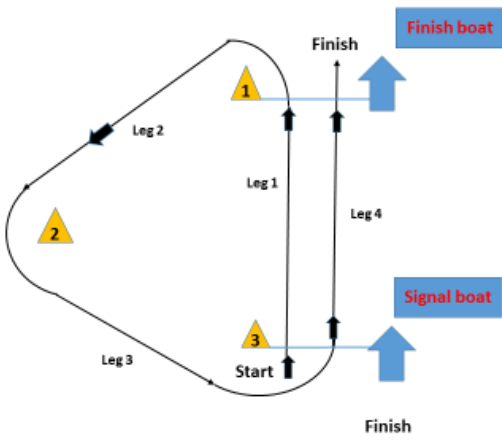 Finish boat
Finish
1
Leg 2
Leg 1
Leg 4
2
Signal boat
3
Leg 3
Start
Finish